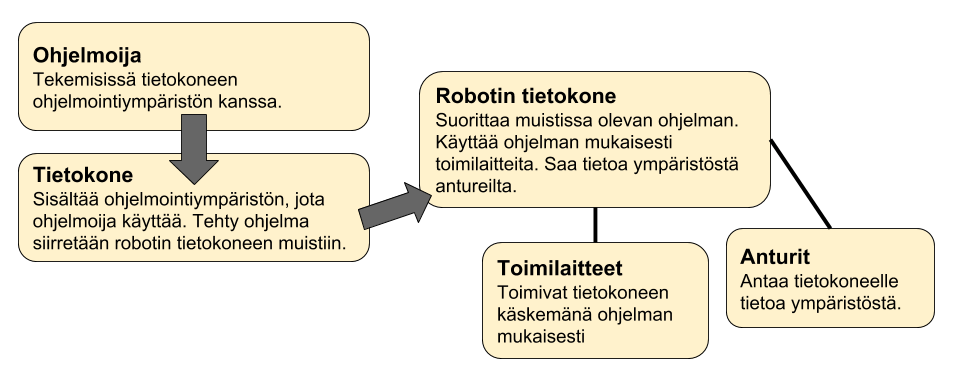 Ohjelmoija
Tekemisissä tietokoneen
ohjelmointiympäristön kanssa.
Tietokone
Sisältää ohjelmointiympäristön, jota
ohjelmoija käyttää. Tehty ohjelma
siirretään robotin tietokoneen muistiin.
Robotin tietokone
Suorittaa muistissa olevan ohjelman.
Käyttää ohjelman mukaisesti
toimilaitteita. Saa tietoa ympäristöstä
antureilta.
Toimilaitteet
Toimivat tietokoneen
käskemänä ohjelman
mukaisesti
Anturit
Antaa tietokoneelle
tietoa ympäristöstä.